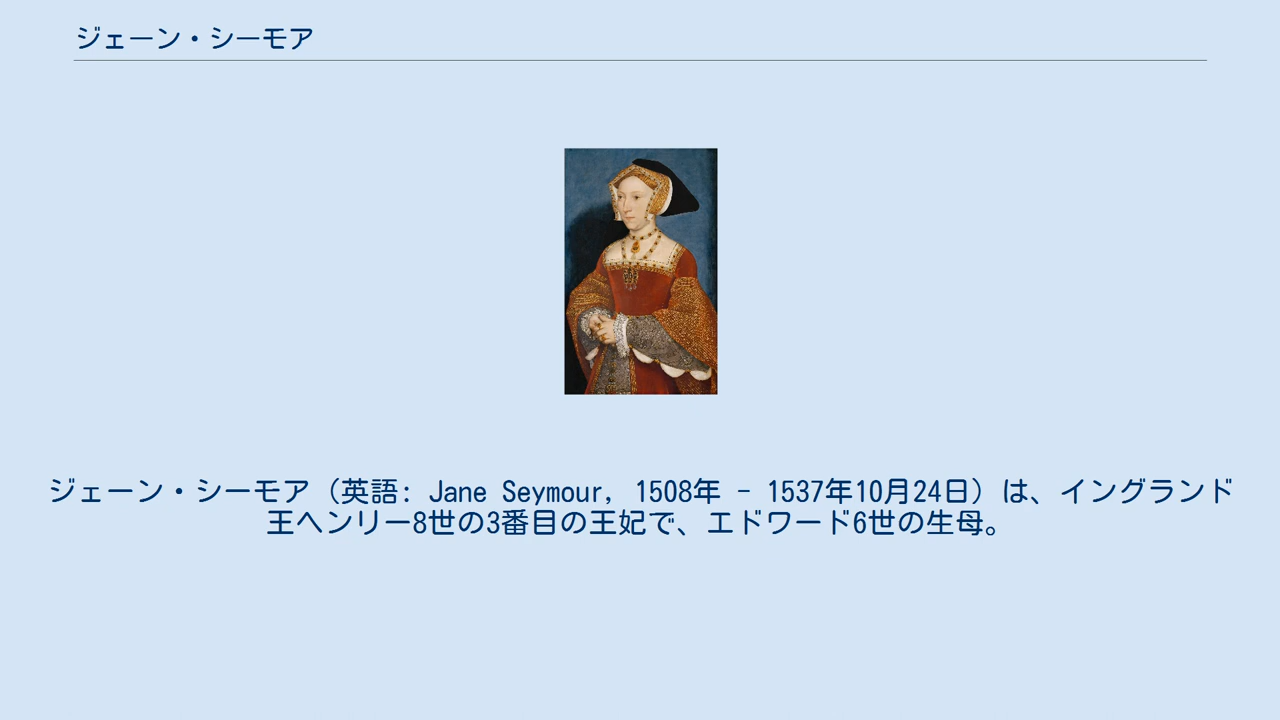 ジェーン・シーモア
ジェーン・シーモア（英語: Jane Seymour, 1508年 - 1537年10月24日）は、イングランド
王ヘンリー8世の3番目の王妃で、エドワード6世の生母。